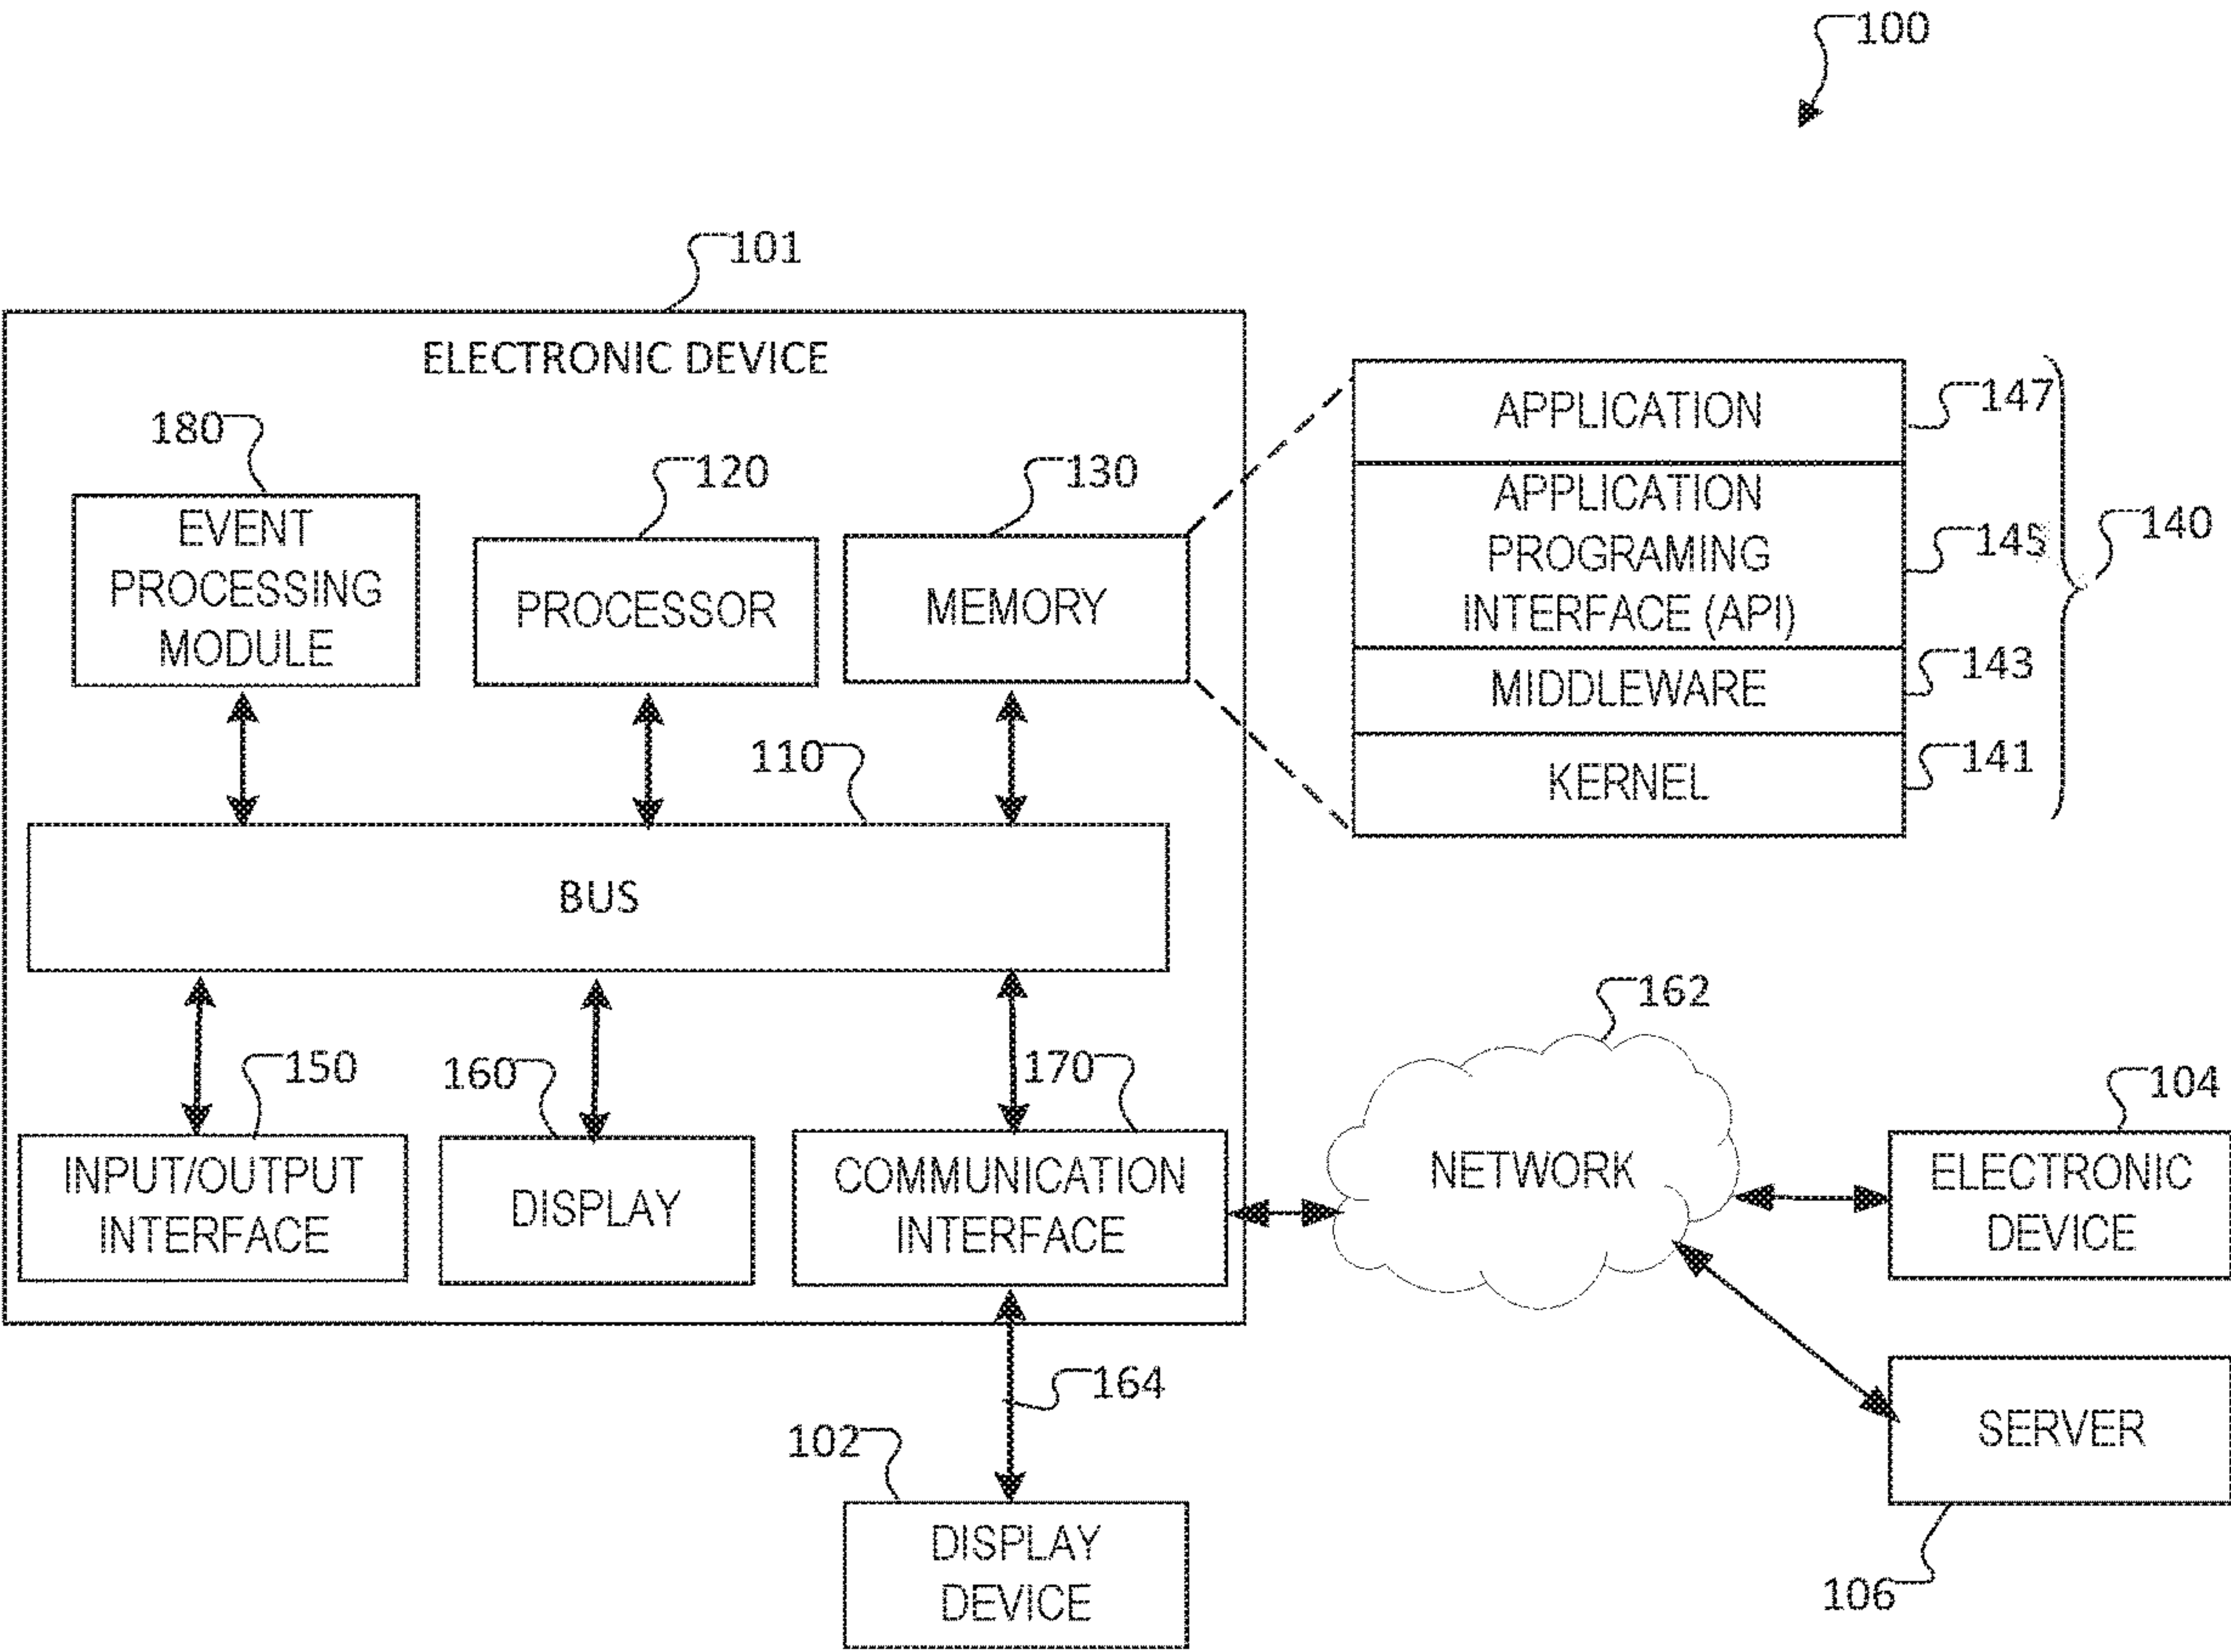 100
101
ELECTRONIC DEVICE
180
EVENT
PROCESSING
MODULE
120
PROCESSOR
130
MEMORY
APPLICATION
147
APPLICATION
PROGRAMING
INTERFACE (API)
145
MIDDLEWARE
143
KERNEL
141
140
110
BUS
150
INPUT/OUTPUT
INTERFACE
160
DISPLAY
170
COMMUNICATION
INTERFACE
162
NETWORK
104
ELECTRONIC
DEVICE
SERVER
106
164
102
DISPLAY
DEVICE